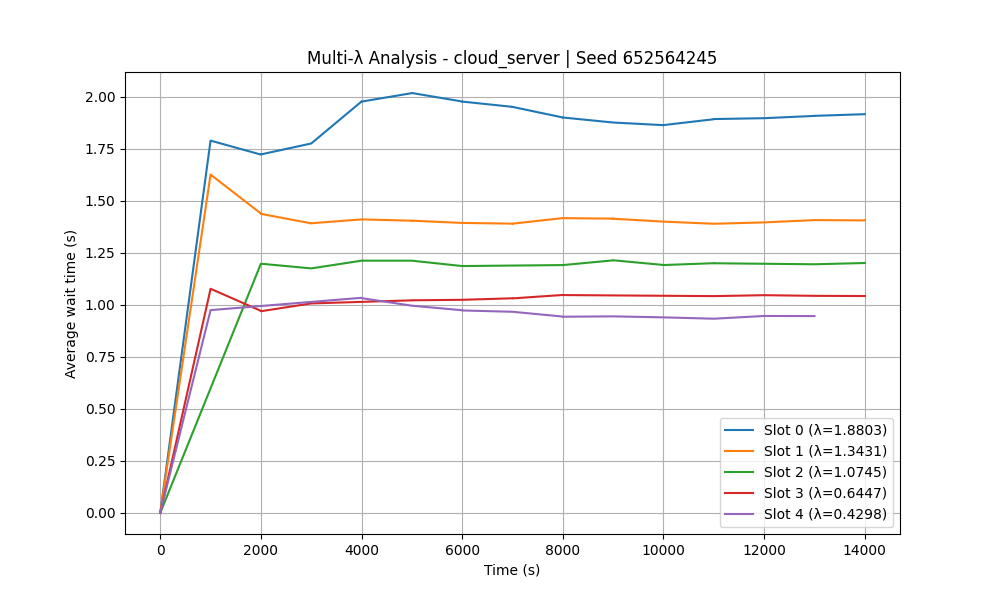 Multi-λ Analysis - cloud_server | Seed 652564245
Average wait time (s)
2.00
1.75
1.50
1.25
1.00
0.75
0.50
0.25
0.00
Slot 0 (λ=1.8803)
Slot 1 (λ=1.3431)
Slot 2 (λ=1.0745)
Slot 3 (λ=0.6447)
Slot 4 (λ=0.4298)
0 2000 4000 6000 8000 10000 12000 14000
Time (s)